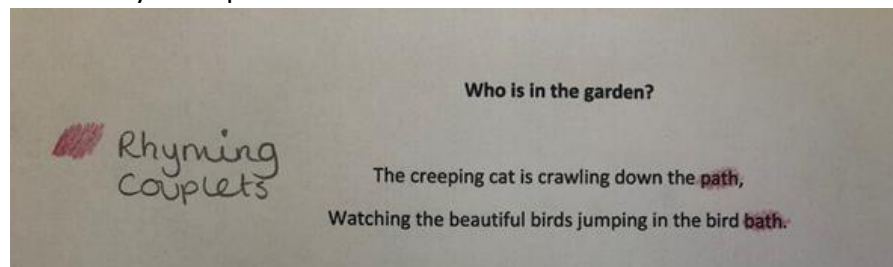 Who is in the garden?
Rhyming
Couplets
The creeping cat is crawling down the path,
Watching the beautiful birds jumping in the bird bath.